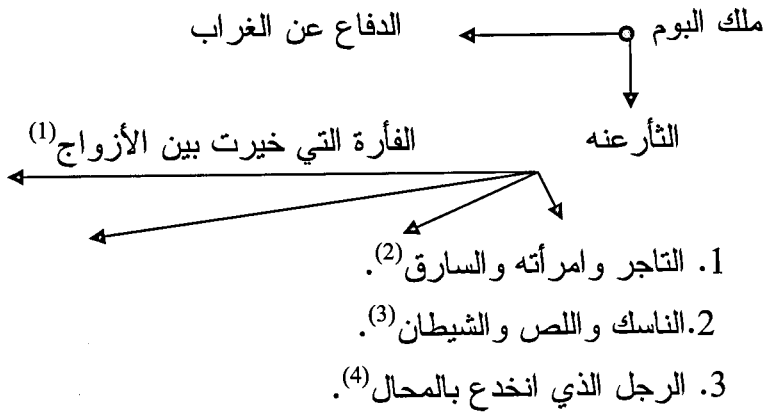 ملك البوم الدفاع عن الغراب
الثأرعنه الفأرة التي خيرت بين الأزواج(1)
1. التاجر وامرأته والسارق(2).
2.الناسك واللص والشيطان(3).
3. الرجل الذي انخدع بالمحال(4).